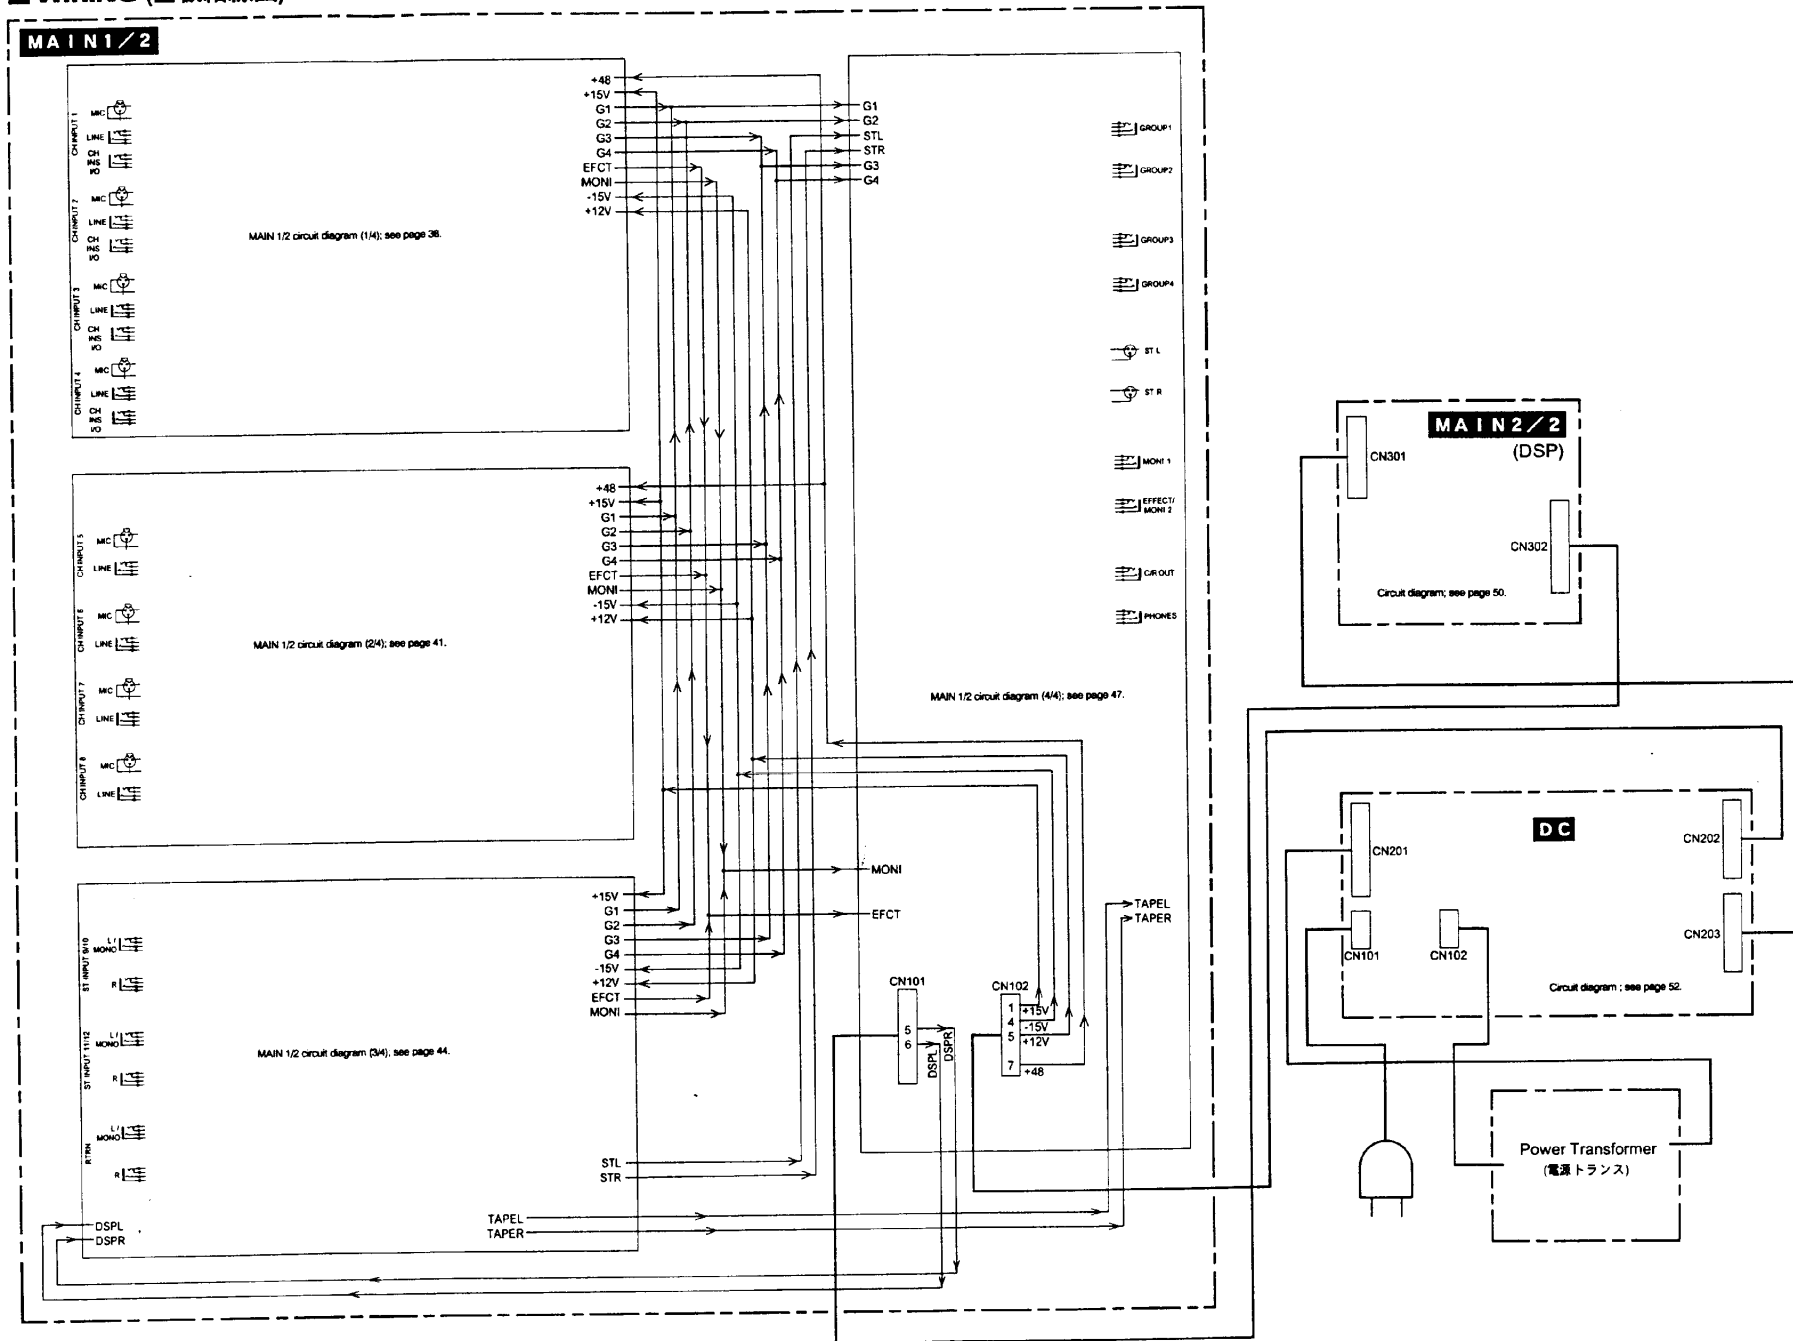 MAIN1/2
+48
+15V
G1
G2
G3
G4
EFCT
MONI
-15V
+12V
CH INPUT 1
MIC
LINE
CH
INS
I/O
CH INPUT 2
MIC
LINE
CH
INS
I/O
CH INPUT 3
MIC
LINE
CH
INS
I/O
CH INPUT 4
MIC
LINE
CH
INS
I/O
MAIN 1/2 circuit diagram (1/4); see page 38.
+48
+15V
G1
G2
G3
G4
EFCT
MONI
-15V
+12V
CH INPUT 5
MIC
LINE
CH INPUT 6
MIC
LINE
CH INPUT 7
MIC
LINE
CH INPUT 8
MIC
LINE
MAIN 1/2 circuit diagram (2/4); see page 41.
+15V
G1
G2
G3
G4
-15V
+12V
EFCT
MONI
ST INPUT 9/10
L/
MONO
R
ST INPUT 11/12
L/
MONO
R
RTRN
L/
MONO
R
MAIN 1/2 circuit diagram (3/4); see page 44.
STL
STR
TAPEL
TAPER
DSPL
DSPR
G1
G2
STL
STR
G3
G4
GROUP1
GROUP2
GROUP3
GROUP4
ST L
ST R
MONI 1
EFFECT/
MONI 2
C/R OUT
PHONES
MAIN 1/2 circuit diagram (4/4); see page 47.
MONI
EFCT
TAPEL
TAPER
CN101
5
6
DSPL
DSPR
CN102
1
+15V
4
-15V
5
+12V
7
+48
MAIN2/2
(DSP)
CN301
CN302
Circuit diagram; see page 50.
DC
CN201
CN202
CN101
CN102
CN203
Circuit diagram ; see page 52.
Power Transformer
(電源トランス)